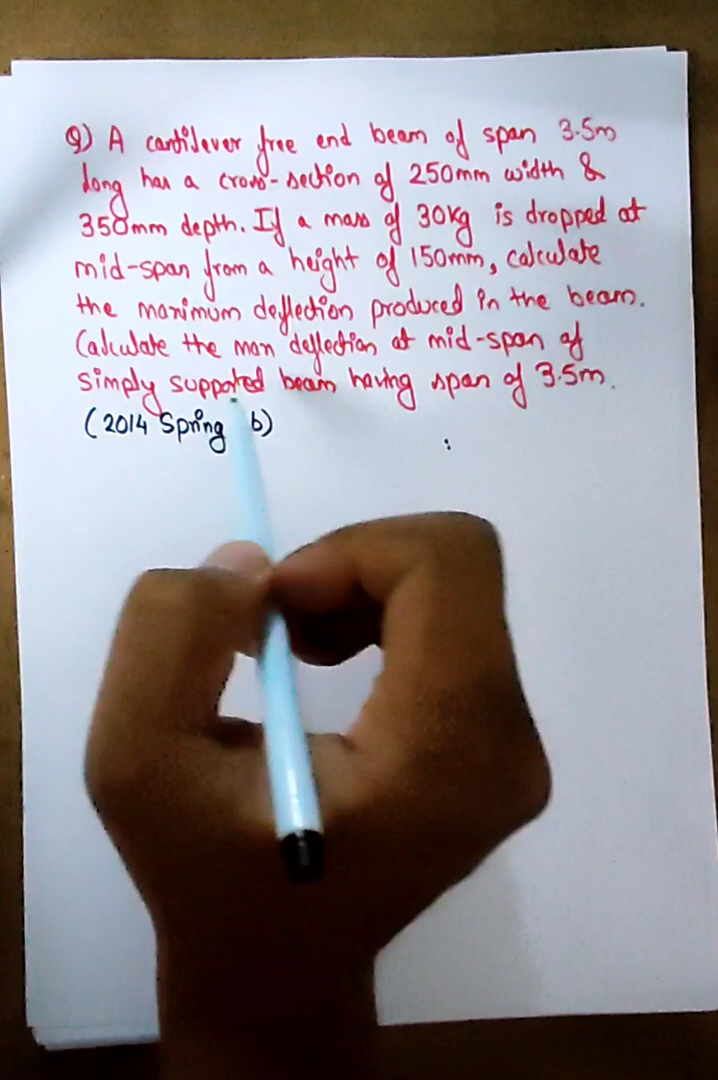 Q) A cantilever free end beam of span 3.5m
long has a cross-section of 250mm width &
350mm depth. If a mass of 30kg is dropped at
mid-span from a height of 150mm, calculate
the maximum deflection produced in the beam.
Calculate the max deflection at mid-span of
simply supported beam having span of 3.5m.
(2014 Spring b)
: